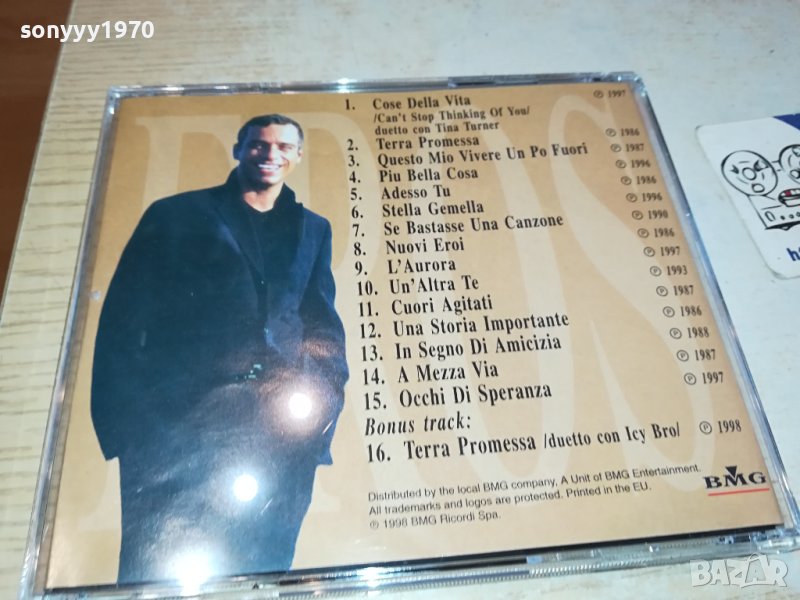 sonyyy1970
EROS
1. Cose Della Vita ℗ 1997
/Can't Stop Thinking Of You/
duetto con Tina Turner
2. Terra Promessa ℗ 1986
3. Questo Mio Vivere Un Po Fuori ℗ 1987
4. Piu Bella Cosa ℗ 1996
5. Adesso Tu ℗ 1986
6. Stella Gemella ℗ 1996
7. Se Bastasse Una Canzone ℗ 1990
8. Nuovi Eroi ℗ 1986
9. L'Aurora ℗ 1997
10. Un'Altra Te ℗ 1993
11. Cuori Agitati ℗ 1987
12. Una Storia Importante ℗ 1986
13. In Segno Di Amicizia ℗ 1988
14. A Mezza Via ℗ 1987
15. Occhi Di Speranza ℗ 1997
Bonus track:
16. Terra Promessa /duetto con Icy Bro/ ℗ 1998
Distributed by the local BMG company, A Unit of BMG Entertainment.
All trademarks and logos are protected. Printed in the EU.
℗ 1998 BMG Ricordi Spa.
BMG
BAZAR